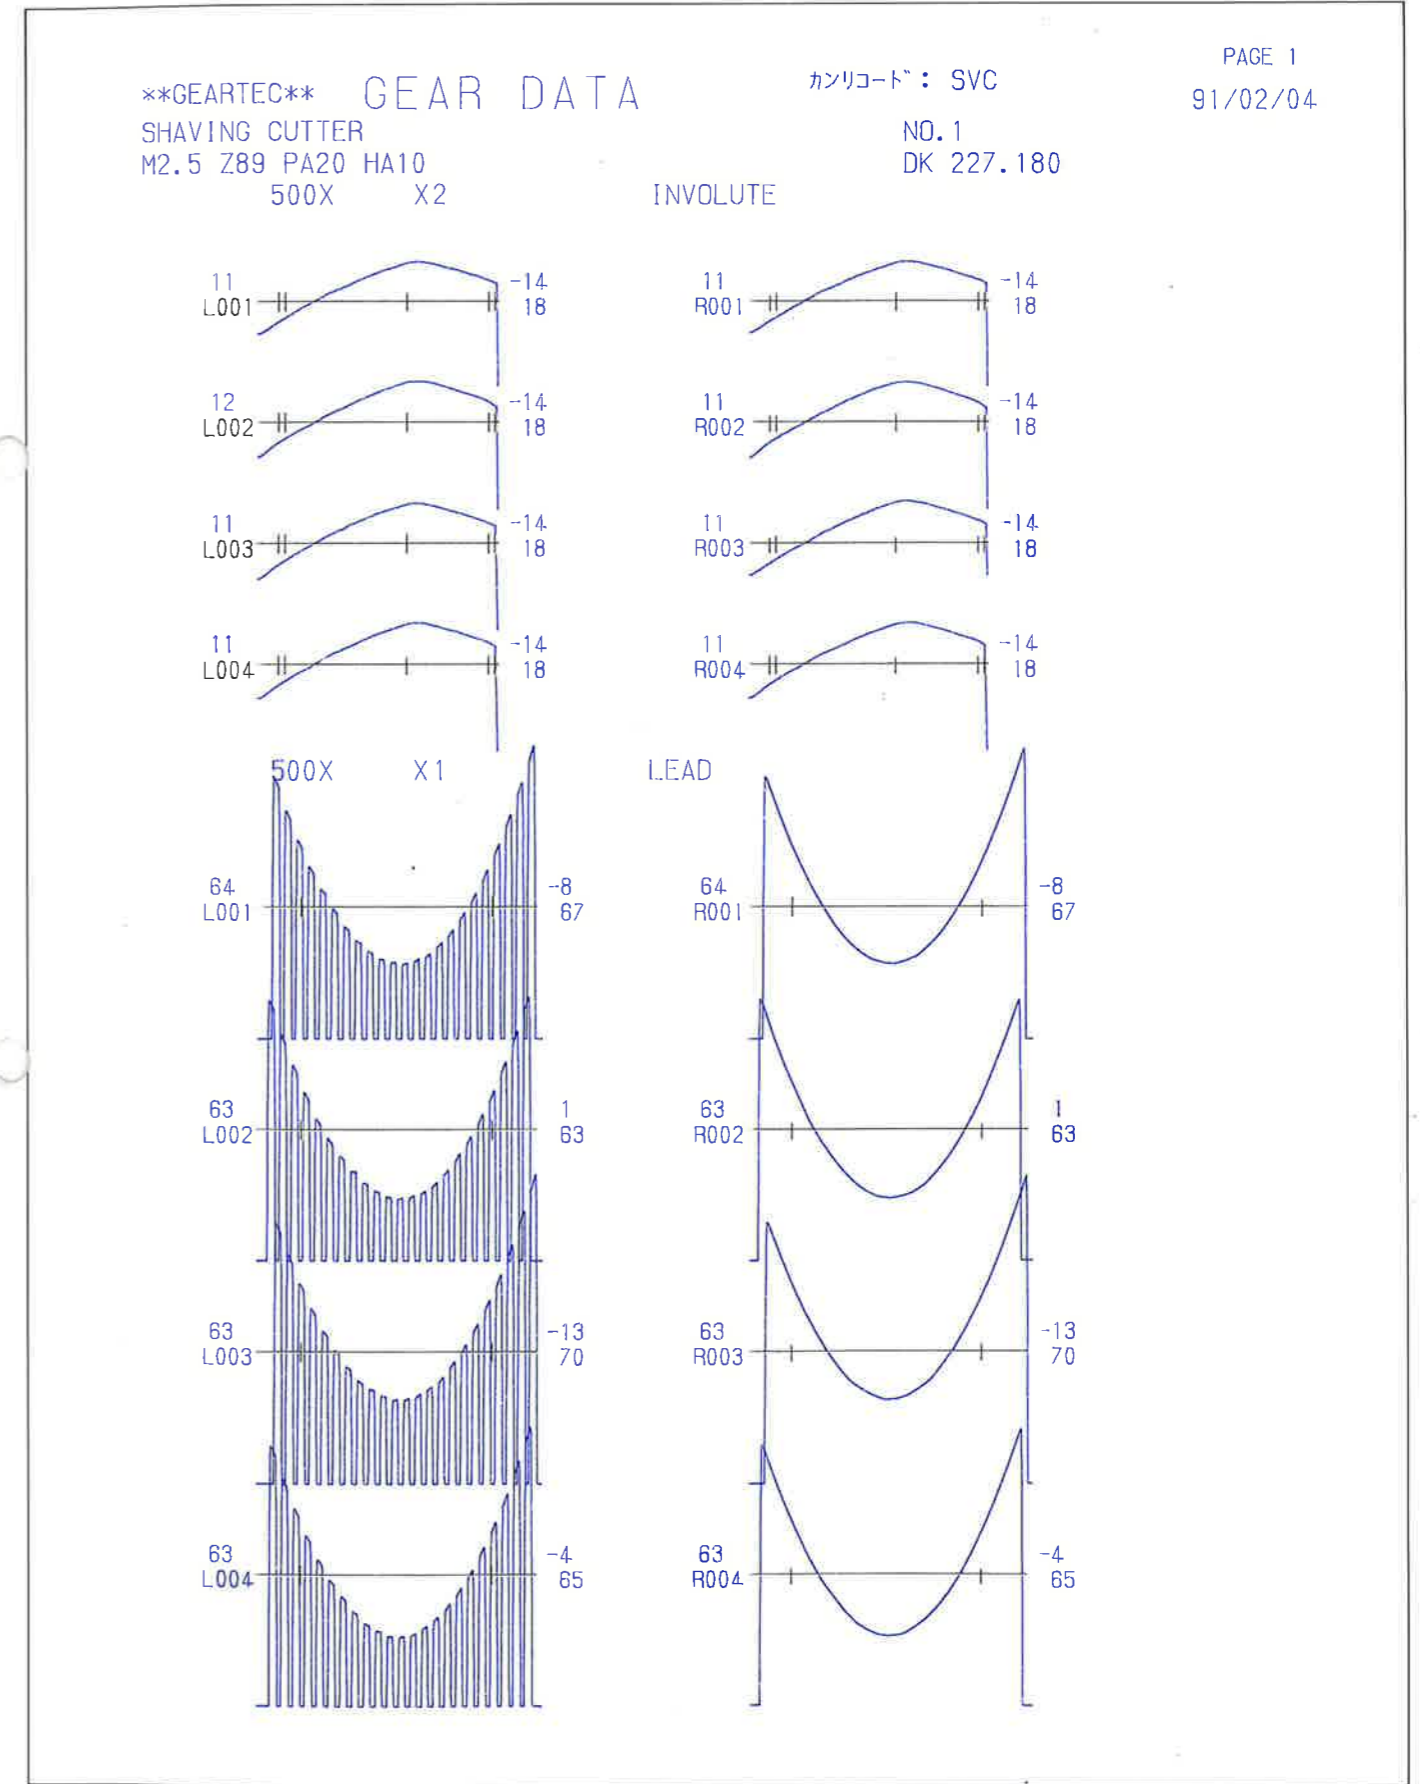 PAGE 1
**GEARTEC** GEAR DATA カンリコード: SVC 91/02/04
SHAVING CUTTER NO.1
M2.5 Z89 PA20 HA10 DK 227.180
500X X2 INVOLUTE
11 -14 11 -14
L001 18 R001 18
12 -14 11 -14
L002 18 R002 18
11 -14 11 -14
L003 18 R003 18
11 -14 11 -14
L004 18 R004 18
500X X1 LEAD
64 -8 64 -8
L001 67 R001 67
63 1 63 1
L002 63 R002 63
63 -13 63 -13
L003 70 R003 70
63 -4 63 -4
L004 65 R004 65